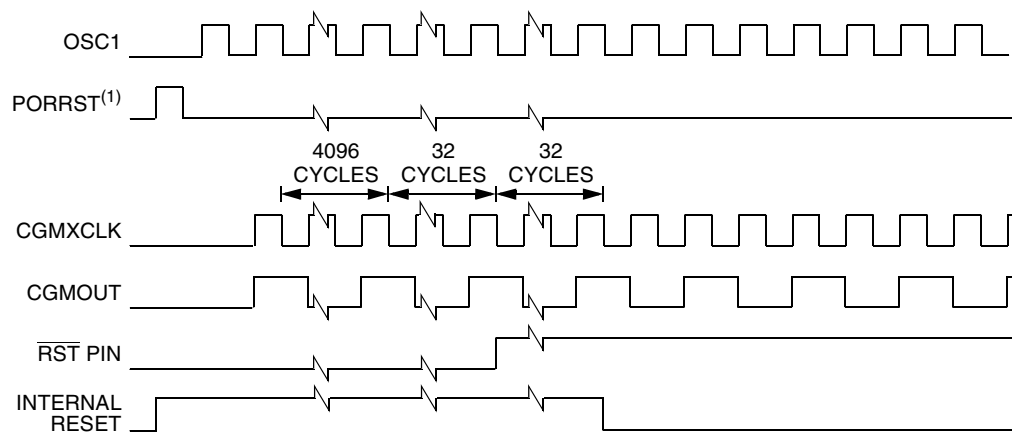 OSC1
PORRST(1)
4096
CYCLES
32
CYCLES
32
CYCLES
CGMXCLK
CGMOUT
RST PIN
INTERNAL
RESET